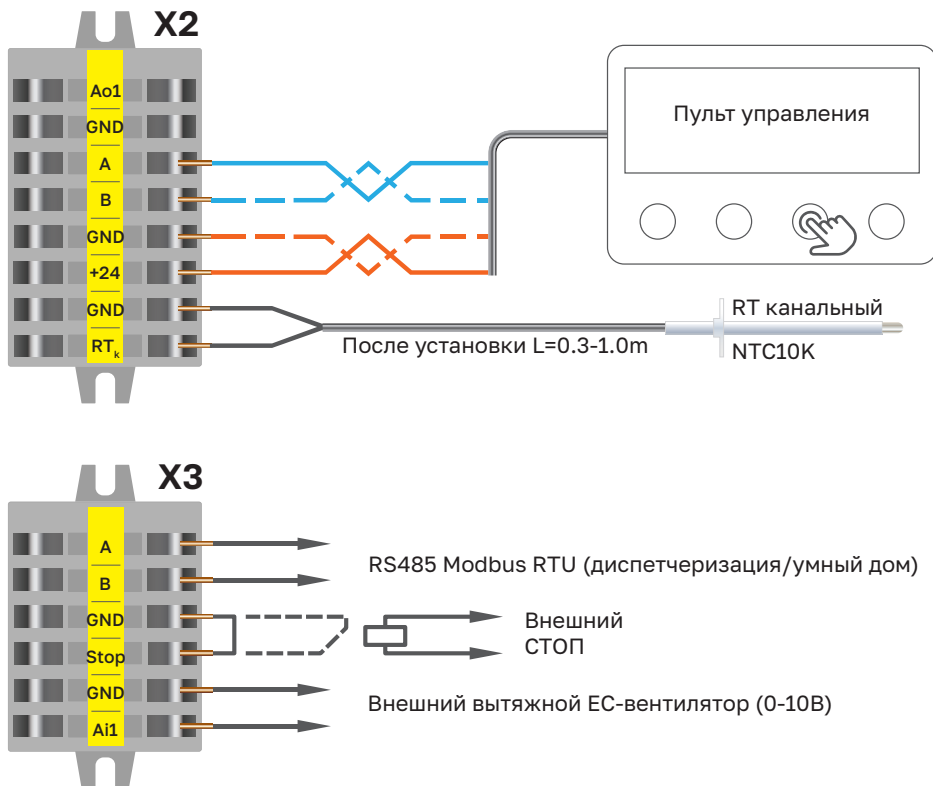 X2
Ao1
GND
A
B
GND
+24
GND
RTk
Пульт управления
RT канальный
После установки L=0.3-1.0m
NTC10K
X3
A
B
GND
Stop
GND
Ai1
RS485 Modbus RTU (диспетчеризация/умный дом)
Внешний
СТОП
Внешний вытяжной ЕС-вентилятор (0-10В)